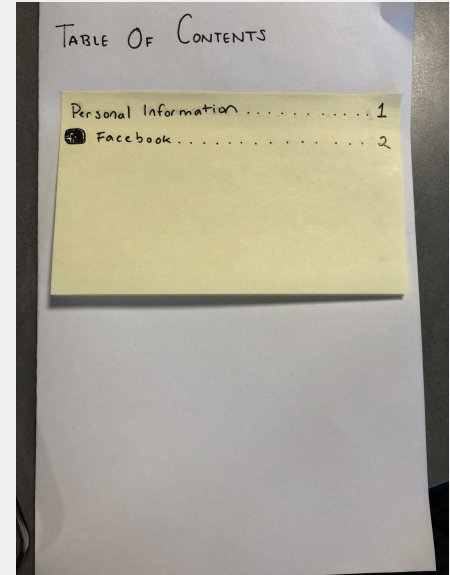 TABLE OF CONTENTS
Personal Information . . . . . . . . . . . 1
Facebook . . . . . . . . . . . . . . . 2